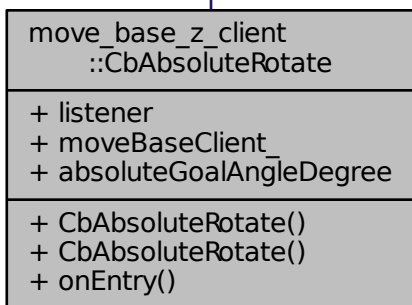 move_base_z_client
::CbAbsoluteRotate
+ listener
+ moveBaseClient_
+ absoluteGoalAngleDegree
+ CbAbsoluteRotate()
+ CbAbsoluteRotate()
+ onEntry()